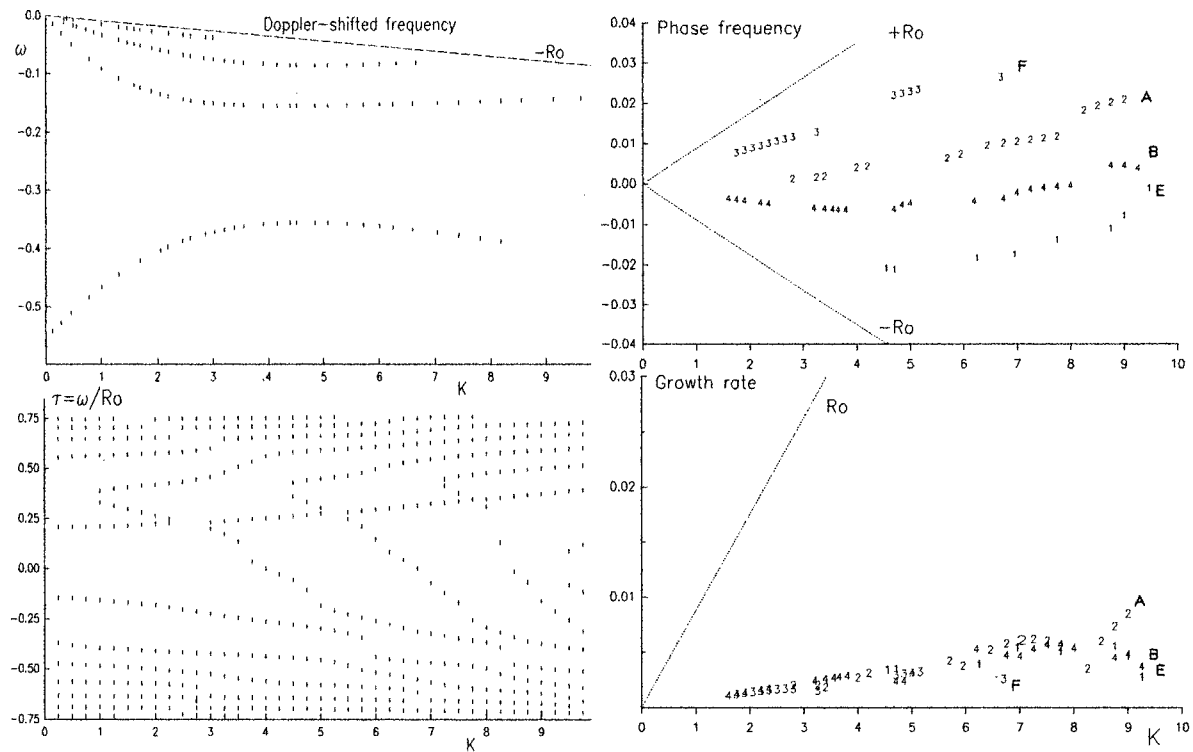 Doppler-shifted frequency
-Ro
ω
0.0
-0.1
-0.2
-0.3
-0.4
-0.5
0 1 2 3 4 5 6 7 8 9
K
τ=ω/Ro
0.75
0.50
0.25
0.00
-0.25
-0.50
-0.75
0 1 2 3 4 5 6 7 8 9
K
Phase frequency
+Ro
-Ro
F
A
B
E
0.04
0.03
0.02
0.01
0.00
-0.01
-0.02
-0.03
-0.04
0 1 2 3 4 5 6 7 8 9 10
Growth rate
Ro
A
B
E
F
0.03
0.02
0.01
0 1 2 3 4 5 6 7 8 9 10
K